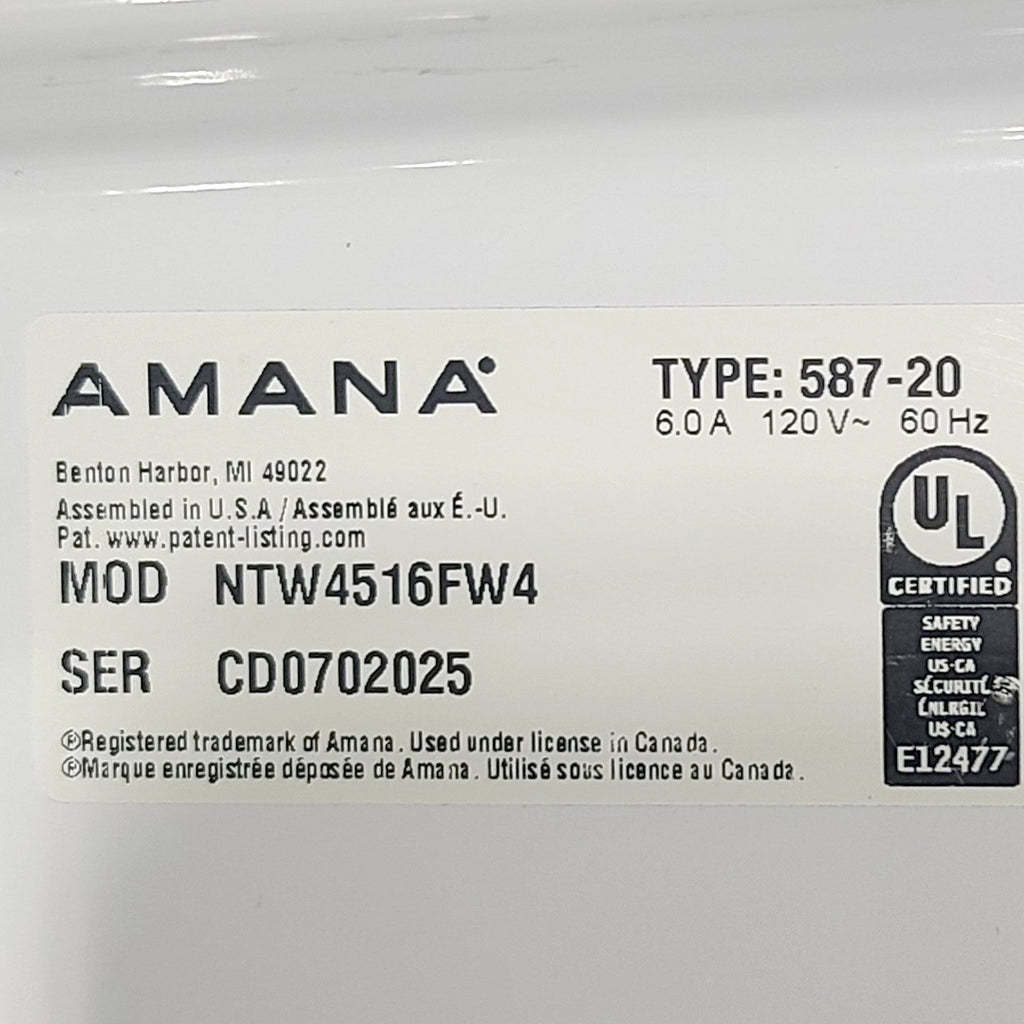 AMANA
TYPE: 587-20
6.0 A 120 V~ 60 Hz
Benton Harbor, MI 49022
Assembled in U.S.A / Assemblé aux É.-U.
Pat. www.patent-listing.com
MOD NTW4516FW4
SER CD0702025
®Registered trademark of Amana. Used under license in Canada.
®Marque enregistrée déposée de Amana. Utilisé sous licence au Canada.
UL
CERTIFIED
SAFETY
ENERGY
US-CA
SÉCURITÉ
ÉNERGIE
US-CA
E12477